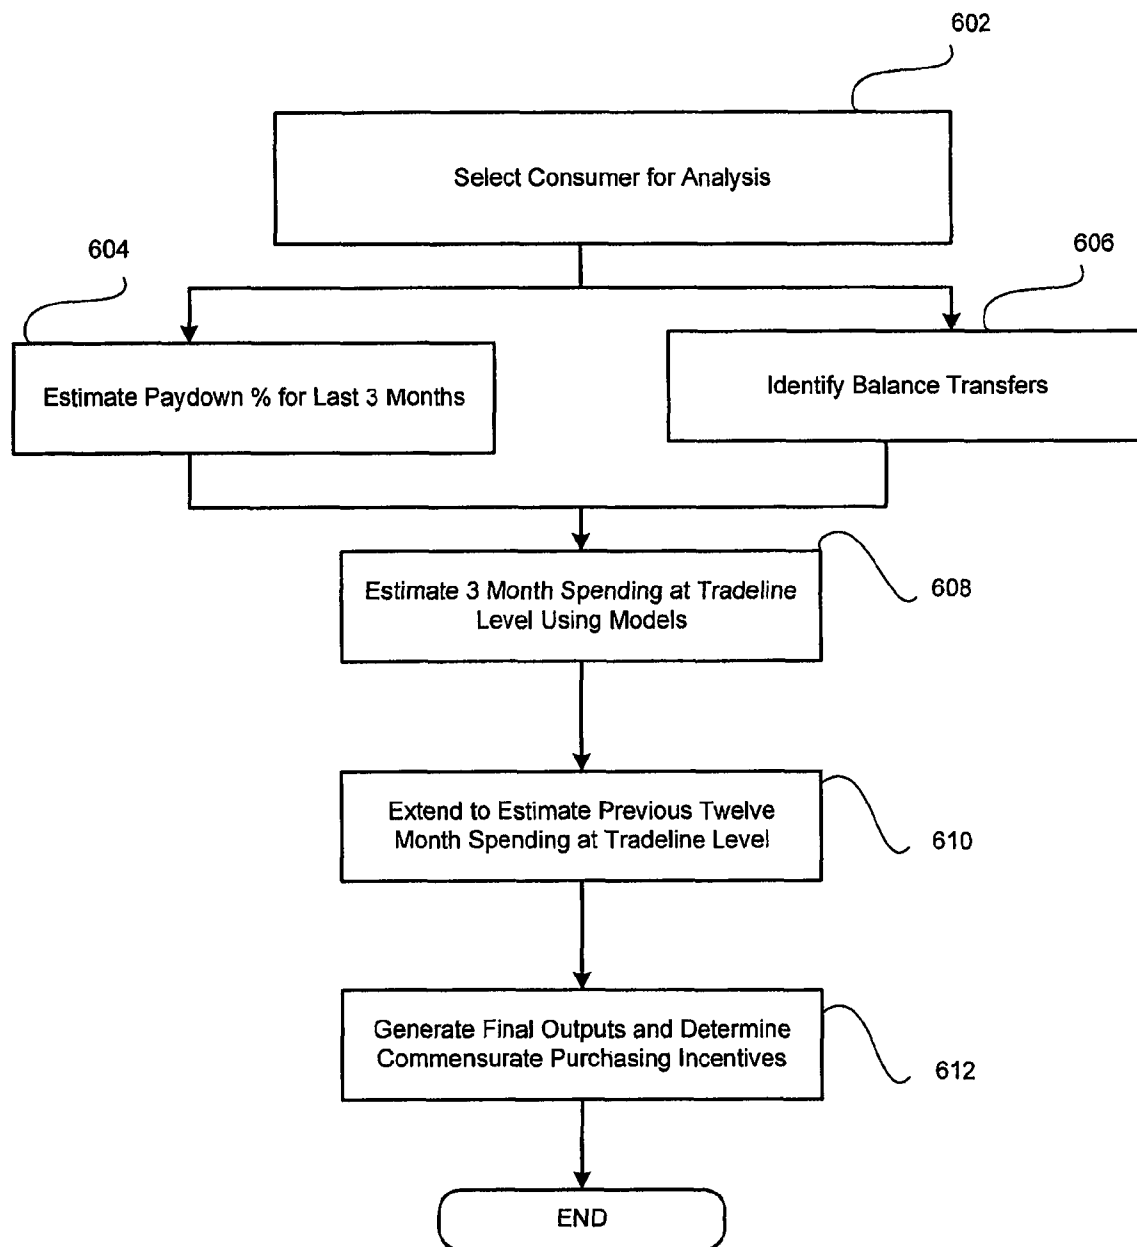 602
Select Consumer for Analysis
604
606
Estimate Paydown % for Last 3 Months
Identify Balance Transfers
Estimate 3 Month Spending at Tradeline
Level Using Models
608
Extend to Estimate Previous Twelve
Month Spending at Tradeline Level
610
Generate Final Outputs and Determine
Commensurate Purchasing Incentives
612
END